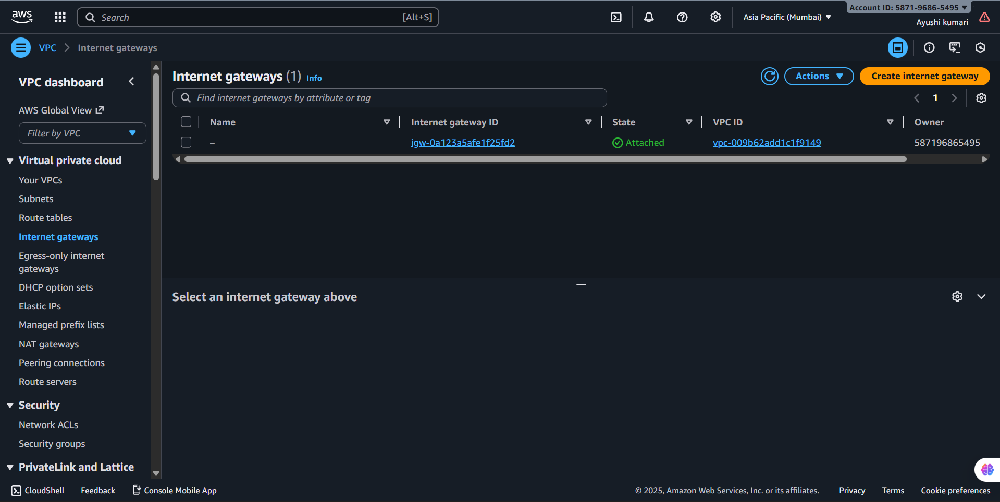 aws
Search
[Alt+S]
Asia Pacific (Mumbai)
Account ID: 5871-9686-5495
Ayushi kumari
VPC
Internet gateways
VPC dashboard
AWS Global View
Filter by VPC
Virtual private cloud
Your VPCs
Subnets
Route tables
Internet gateways
Egress-only internet
gateways
DHCP option sets
Elastic IPs
Managed prefix lists
NAT gateways
Peering connections
Route servers
Security
Network ACLs
Security groups
PrivateLink and Lattice
Internet gateways (1) Info
Actions
Create internet gateway
Find internet gateways by attribute or tag
1
Name Internet gateway ID State VPC ID Owner
– igw-0a123a5afe1f25fd2 Attached vpc-009b62add1c1f9149 587196865495
Select an internet gateway above
CloudShell Feedback Console Mobile App © 2025, Amazon Web Services, Inc. or its affiliates. Privacy Terms Cookie preferences